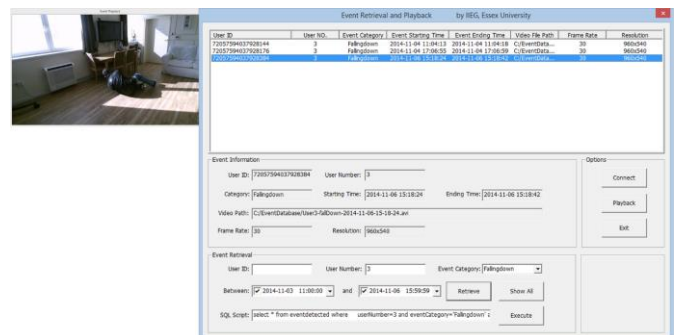 Event Playback
Event Retrieval and Playback by IIEG, Essex University
User ID User NO. Event Category Event Starting Time Event Ending Time Video File Path Frame Rate Resolution
72057594037928144 3 Fallingdown 2014-11-04 11:04:13 2014-11-04 11:04:18 C:/EventData... 30 960x540
72057594037928176 3 Fallingdown 2014-11-04 17:06:55 2014-11-04 17:06:59 C:/EventData... 30 960x540
72057594037928384 3 Fallingdown 2014-11-06 15:18:24 2014-11-06 15:18:42 C:/EventData... 30 960x540
Event Information
Options
User ID: 72057594037928384 User Number: 3
Connect
Category: Fallingdown Starting Time: 2014-11-06 15:18:24 Ending Time: 2014-11-06 15:18:42
Playback
Video Path: C:/EventDatabase/User3-fallDown-2014-11-06-15-18-24.avi
Exit
Frame Rate: 30 Resolution: 960x540
Event Retrieval
User ID: User Number: 3 Event Category: Fallingdown
Between: 2014-11-03 11:00:00 and 2014-11-06 15:59:59 Retrieve Show All
SQL Script: select * from eventdetected where userNumber=3 and eventCategory='Fallingdown' a Execute